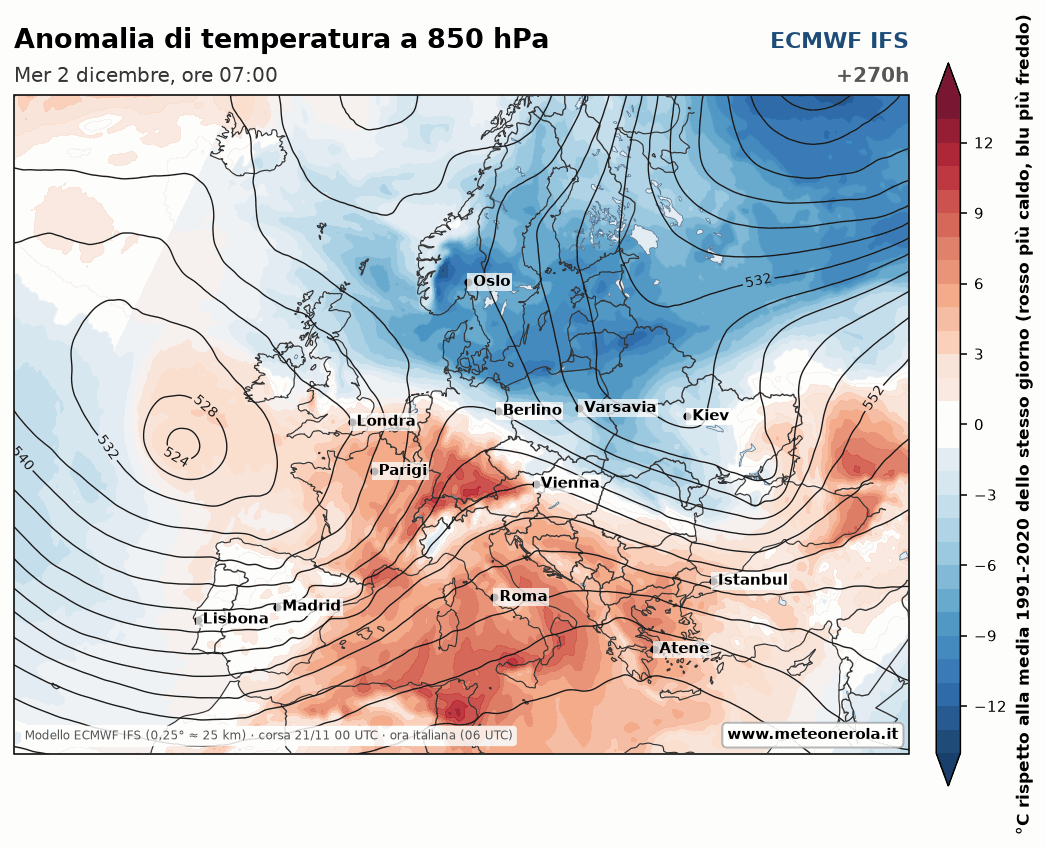 Anomalia di temperatura a 850 hPa
ECMWF IFS
Mer 2 dicembre, ore 07:00
+270h
532
Oslo
552
528
Londra
Berlino
Varsavia
Kiev
532
524
540
Parigi
Vienna
Istanbul
Roma
Madrid
Lisbona
Atene
Modello ECMWF IFS (0,25° ≈ 25 km) · corsa 21/11 00 UTC · ora italiana (06 UTC)
www.meteonerola.it
12
9
6
3
0
−3
−6
−9
−12
°C rispetto alla media 1991-2020 dello stesso giorno (rosso più caldo, blu più freddo)